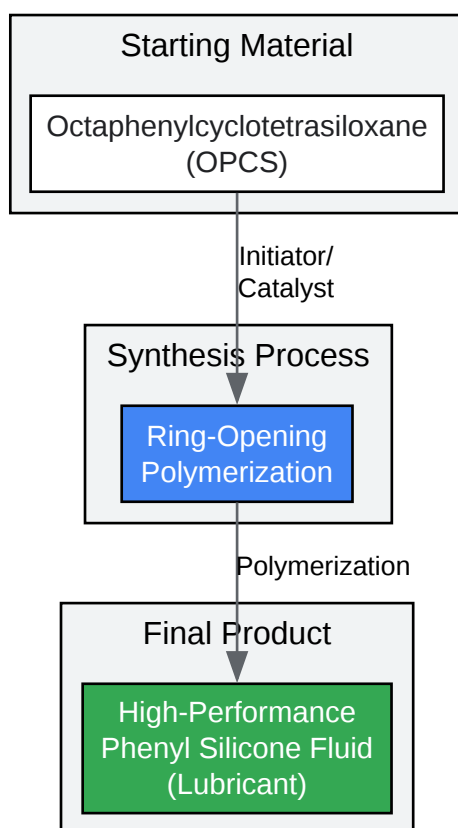 Starting Material
Octaphenylcyclotetrasiloxane
(OPCS)
Initiator/
Catalyst
Synthesis Process
Ring-Opening
Polymerization
Polymerization
Final Product
High-Performance
Phenyl Silicone Fluid
(Lubricant)